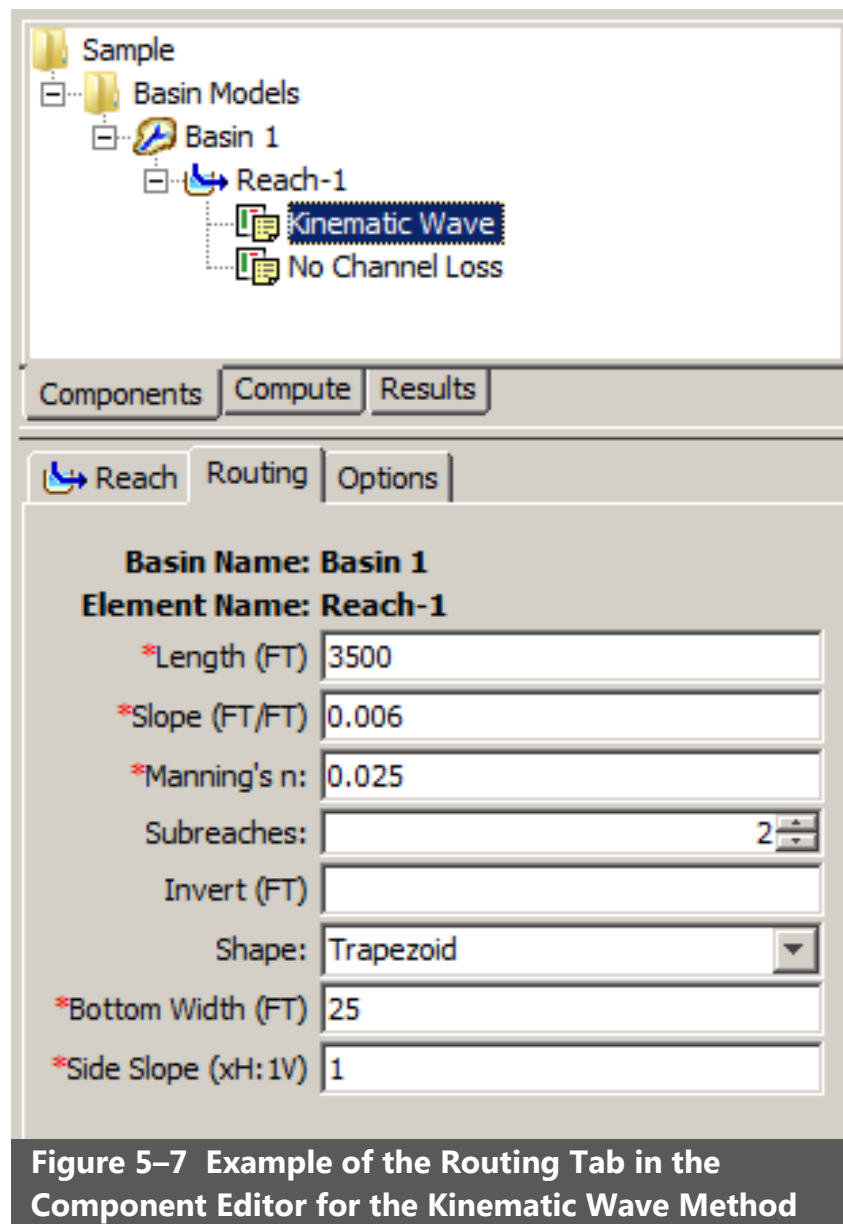 Sample
Basin Models
Basin 1
Reach-1
Kinematic Wave
No Channel Loss
Components Compute Results
Reach Routing Options
Basin Name: Basin 1
Element Name: Reach-1
*Length (FT) 3500
*Slope (FT/FT) 0.006
*Manning's n: 0.025
Subreaches: 2
Invert (FT)
Shape: Trapezoid
*Bottom Width (FT) 25
*Side Slope (xH:1V) 1
Figure 5–7 Example of the Routing Tab in the
Component Editor for the Kinematic Wave Method